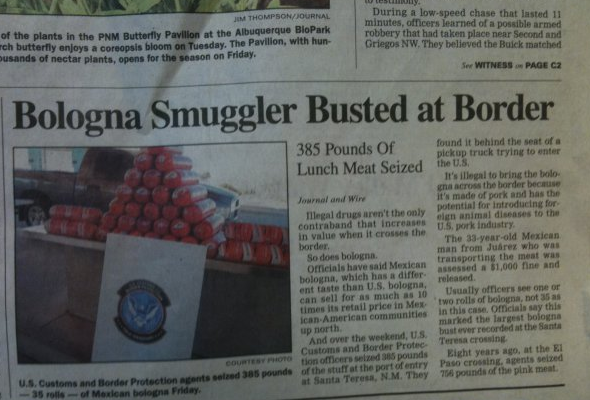 JIM THOMPSON/JOURNAL
of the plants in the PNM Butterfly Pavilion at the Albuquerque BioPark
rch butterfly enjoys a coreopsis bloom on Tuesday. The Pavilion, with hun-
ousands of nectar plants, opens for the season on Friday.
to testimony.
During a low-speed chase that lasted 11
minutes, officers learned of a possible armed
robbery that had taken place near Second and
Griegos NW. They believed the Buick matched
See WITNESS on PAGE C2
Bologna Smuggler Busted at Border
COURTESY PHOTO
U.S. Customs and Border Protection agents seized 385 pounds
— 35 rolls — of Mexican bologna Friday.
385 Pounds Of
Lunch Meat Seized
Journal and Wire
Illegal drugs aren't the only
contraband that increases
in value when it crosses the
border.
So does bologna.
Officials have said Mexican
bologna, which has a differ-
ent taste than U.S. bologna,
can sell for as much as 10
times its retail price in Mex-
ican-American communities
up north.
And over the weekend, U.S.
Customs and Border Protec-
tion officers seized 385 pounds
of the stuff at the port of entry
at Santa Teresa, N.M. They
found it behind the seat of a
pickup truck trying to enter
the U.S.
It's illegal to bring the bolo-
gna across the border because
it's made of pork and has the
potential for introducing for-
eign animal diseases to the
U.S. pork industry.
The 33-year-old Mexican
man from Juárez who was
transporting the meat was
assessed a $1,000 fine and
released.
Usually officers see one or
two rolls of bologna, not 35 as
in this case. Officials say this
marked the largest bologna
bust ever recorded at the Santa
Teresa crossing.
Eight years ago, at the El
Paso crossing, agents seized
756 pounds of the pink meat.